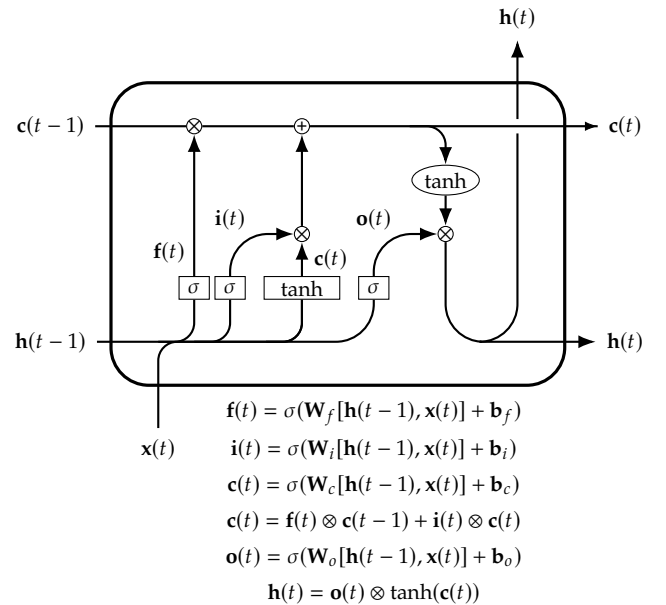 h(t)
c(t−1)
⊗
+
c(t)
tanh
i(t)
o(t)
⊗
⊗
f(t)
c(t)
σ
σ
tanh
σ
h(t−1)
h(t)
x(t)
f(t) = σ(W_f[h(t−1), x(t)] + b_f)
i(t) = σ(W_i[h(t−1), x(t)] + b_i)
c(t) = σ(W_c[h(t−1), x(t)] + b_c)
c(t) = f(t) ⊗ c(t−1) + i(t) ⊗ c(t)
o(t) = σ(W_o[h(t−1), x(t)] + b_o)
h(t) = o(t) ⊗ tanh(c(t))